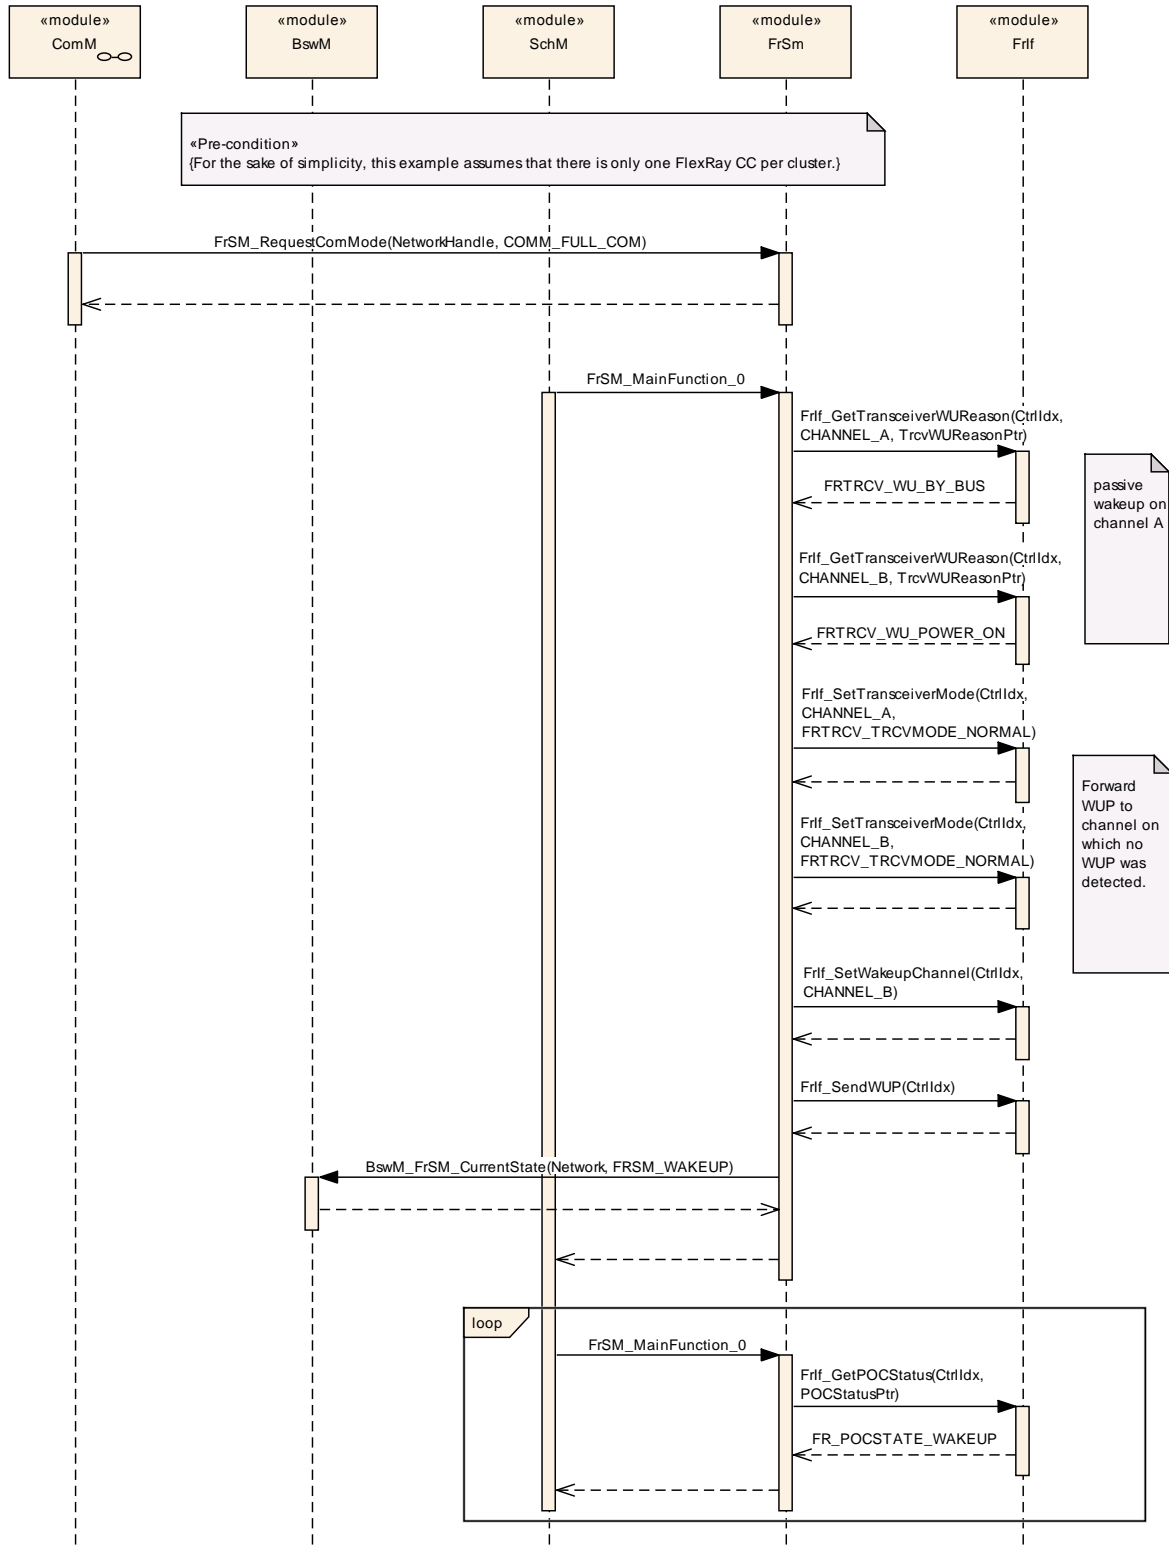 «module»
ComM
«module»
BswM
«module»
SchM
«module»
FrSm
«module»
FrIf
«Pre-condition»
{For the sake of simplicity, this example assumes that there is only one FlexRay CC per cluster.}
FrSM_RequestComMode(NetworkHandle, COMM_FULL_COM)
FrSM_MainFunction_0
FrIf_GetTransceiverWUReason(CtrlIdx,
CHANNEL_A, TrcvWUReasonPtr)
FRTRCV_WU_BY_BUS
passive
wakeup on
channel A
FrIf_GetTransceiverWUReason(CtrlIdx,
CHANNEL_B, TrcvWUReasonPtr)
FRTRCV_WU_POWER_ON
FrIf_SetTransceiverMode(CtrlIdx,
CHANNEL_A,
FRTRCV_TRCVMODE_NORMAL)
Forward
WUP to
channel on
which no
WUP was
detected.
FrIf_SetTransceiverMode(CtrlIdx,
CHANNEL_B,
FRTRCV_TRCVMODE_NORMAL)
FrIf_SetWakeupChannel(CtrlIdx,
CHANNEL_B)
FrIf_SendWUP(CtrlIdx)
BswM_FrSM_CurrentState(Network, FRSM_WAKEUP)
loop
FrSM_MainFunction_0
FrIf_GetPOCStatus(CtrlIdx,
POCStatusPtr)
FR_POCSTATE_WAKEUP